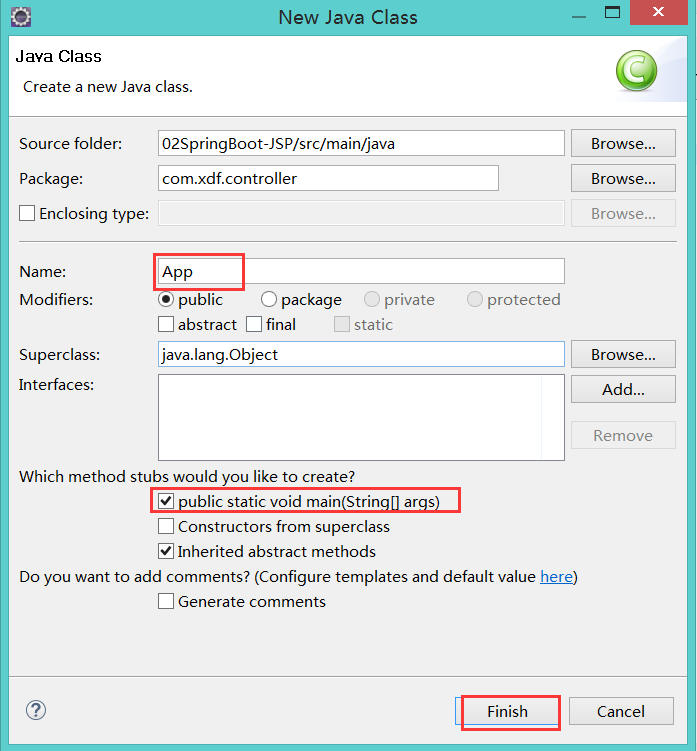 New Java Class
Java Class
Create a new Java class.
Source folder: 02SpringBoot-JSP/src/main/java Browse...
Package: com.xdf.controller Browse...
Enclosing type: Browse...
Name: App
Modifiers: public package private protected
abstract final static
Superclass: java.lang.Object Browse...
Interfaces: Add...
Remove
Which method stubs would you like to create?
public static void main(String[] args)
Constructors from superclass
Inherited abstract methods
Do you want to add comments? (Configure templates and default value here)
Generate comments
? Finish Cancel